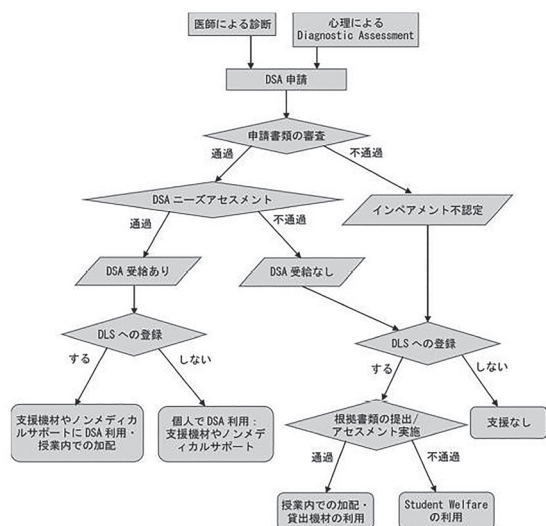 医師による診断
心理による
Diagnostic Assessment
DSA 申請
申請書類の審査
通過
不通過
DSA ニーズアセスメント
インペアメント不認定
通過
不通過
DSA 受給あり
DSA 受給なし
DLS への登録
DLS への登録
する
しない
する
しない
支援機材やノンメディカ
ルサポートに DSA 利用・
授業内での加配
個人で DSA 利用:
支援機材やノンメディ
カルサポート
根拠書類の提出/
アセスメント実施
支援なし
通過
不通過
授業内での加配・
貸出機材の利用
Student Welfare
の利用